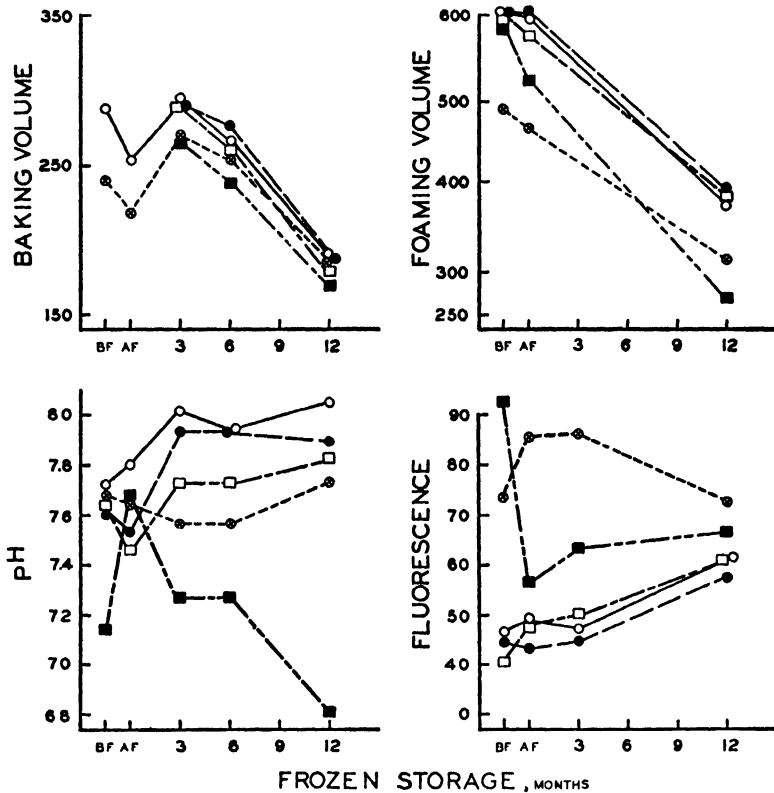 BAKING VOLUME
350
250
150
BF AF 3 6 9 12
FOAMING VOLUME
600
500
400
300
250
BF AF 3 6 9 12
pH
8.0
7.8
7.6
7.4
7.2
7.0
6.8
BF AF 3 6 9 12
FLUORESCENCE
90
80
70
60
50
40
0
BF AF 3 6 9 12
FROZEN STORAGE, MONTHS